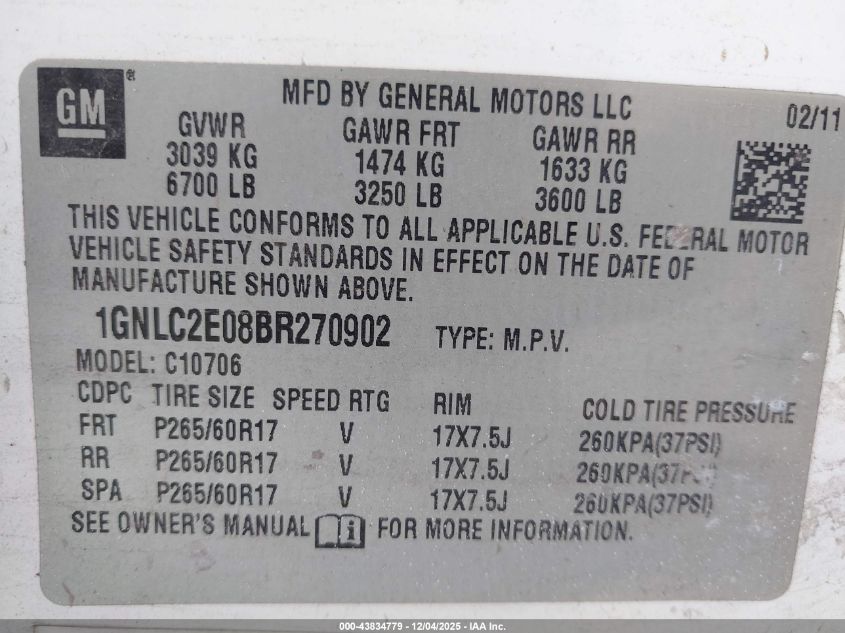 GM ®
MFD BY GENERAL MOTORS LLC 02/11
GVWR GAWR FRT GAWR RR
3039 KG 1474 KG 1633 KG
6700 LB 3250 LB 3600 LB
THIS VEHICLE CONFORMS TO ALL APPLICABLE U.S. FEDERAL MOTOR
VEHICLE SAFETY STANDARDS IN EFFECT ON THE DATE OF
MANUFACTURE SHOWN ABOVE.
1GNLC2E08BR270902 TYPE: M.P.V.
MODEL: C10706
CDPC TIRE SIZE SPEED RTG RIM COLD TIRE PRESSURE
FRT P265/60R17 V 17X7.5J 260KPA(37PSI)
RR P265/60R17 V 17X7.5J 260KPA(37PSI)
SPA P265/60R17 V 17X7.5J 260KPA(37PSI)
SEE OWNER'S MANUAL i FOR MORE INFORMATION.
000-43834779 - 12/04/2025 - IAA Inc.